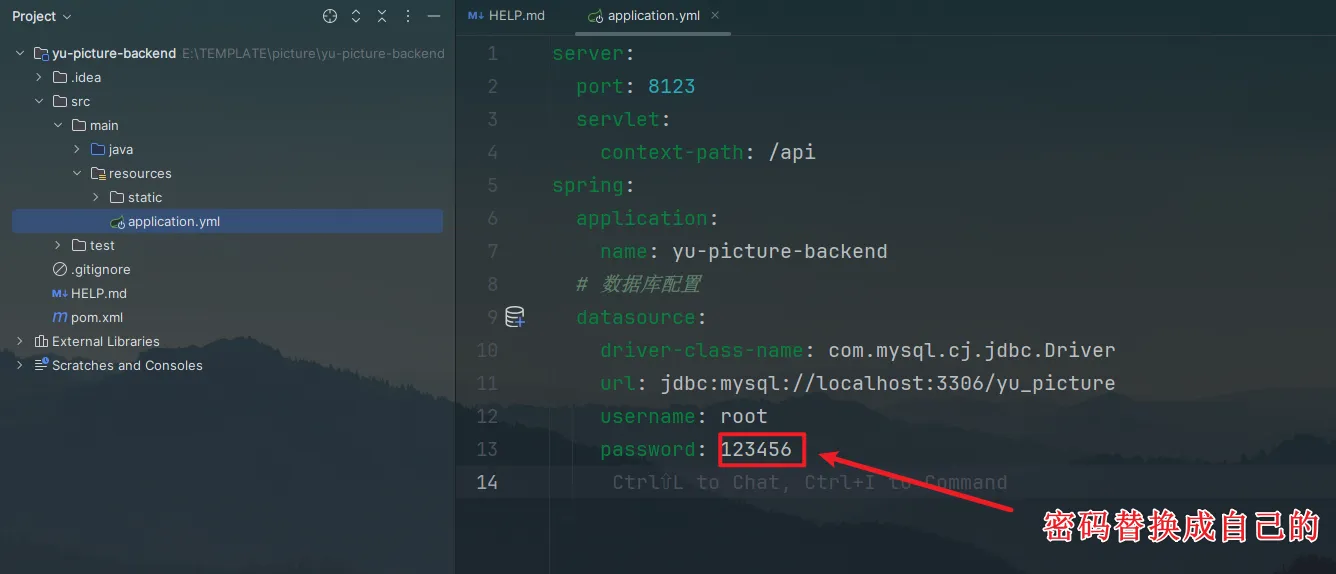 Project
yu-picture-backend E:\TEMPLATE\picture\yu-picture-backend
.idea
src
main
java
resources
static
application.yml
test
.gitignore
M↓ HELP.md
m pom.xml
External Libraries
Scratches and Consoles
M↓ HELP.md
application.yml ×
1 server:
2 port: 8123
3 servlet:
4 context-path: /api
5 spring:
6 application:
7 name: yu-picture-backend
8 # 数据库配置
9 datasource:
10 driver-class-name: com.mysql.cj.jdbc.Driver
11 url: jdbc:mysql://localhost:3306/yu_picture
12 username: root
13 password: 123456
14 Ctrl⇧L to Chat, Ctrl+I to Command
密码替换成自己的